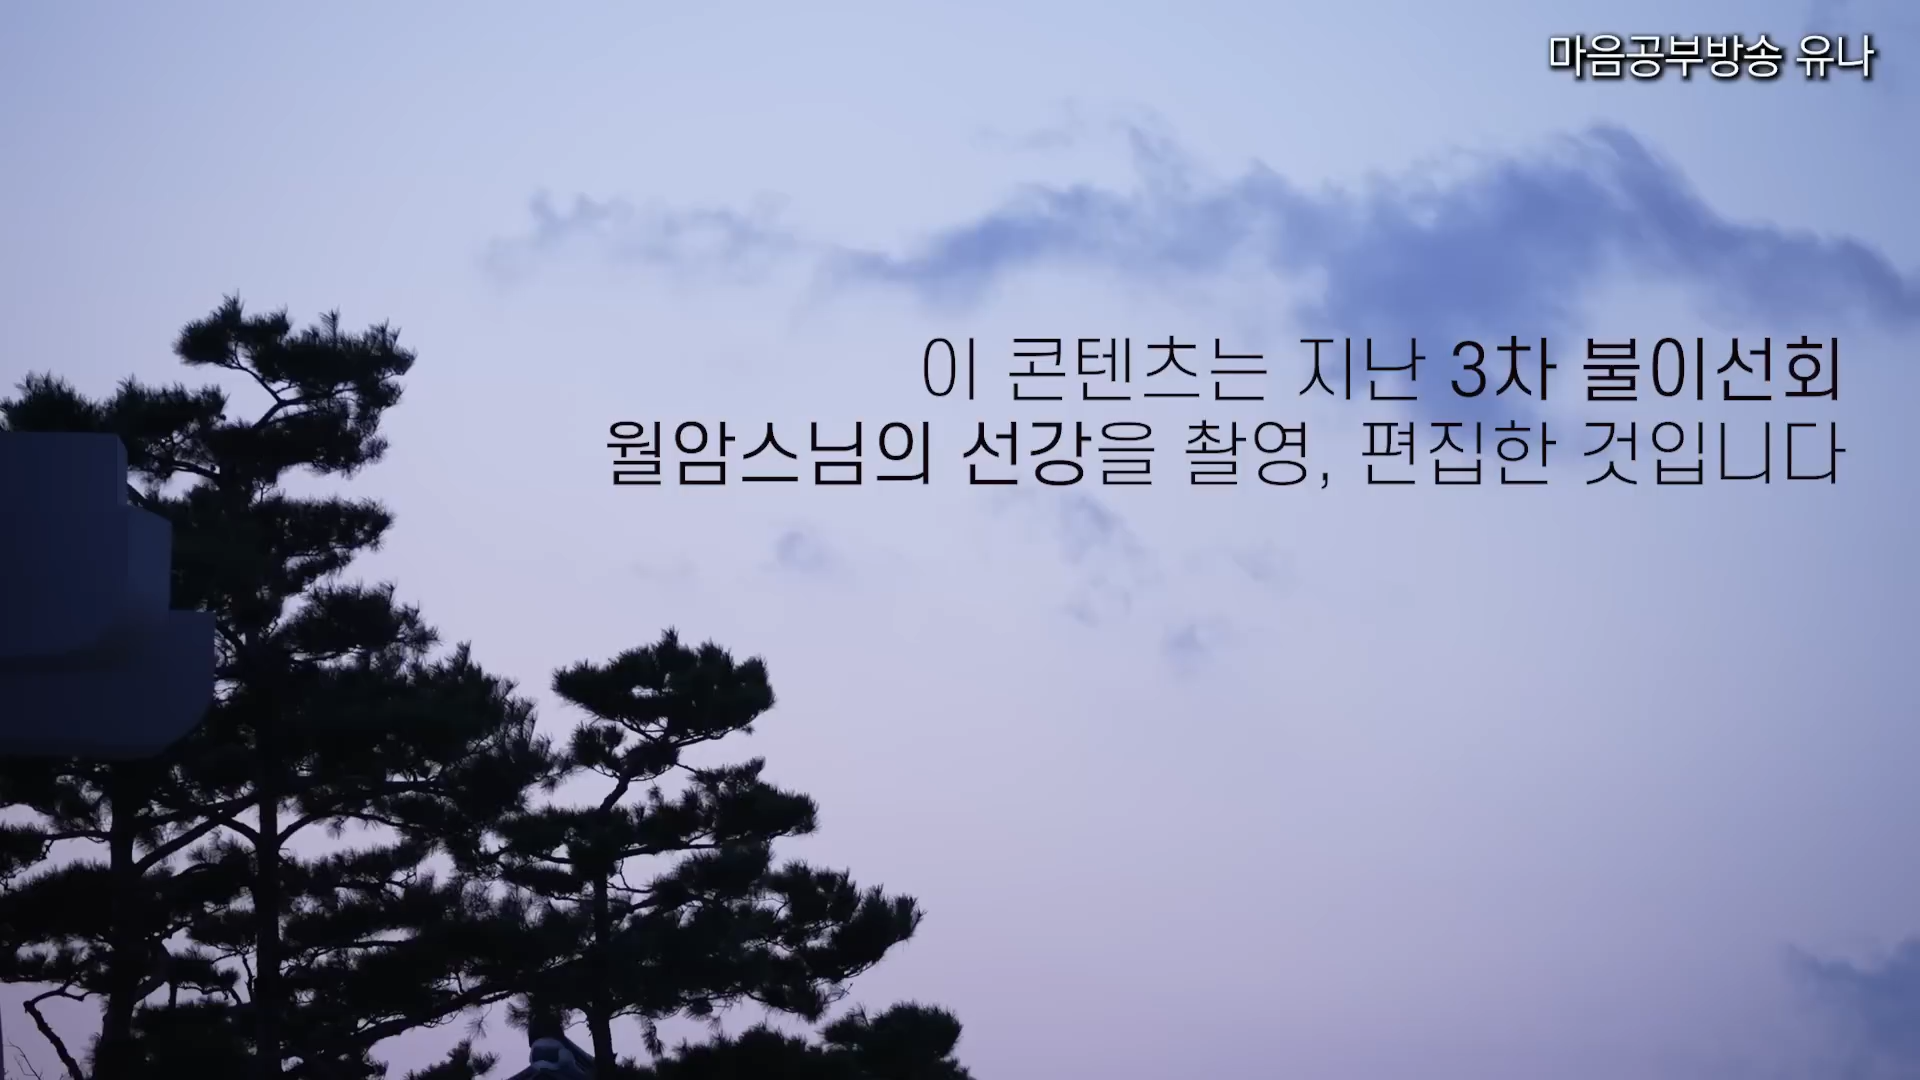 마음공부방송 유나
이 콘텐츠는 지난 3차 불이선회
월암스님의 선강을 촬영, 편집한 것입니다